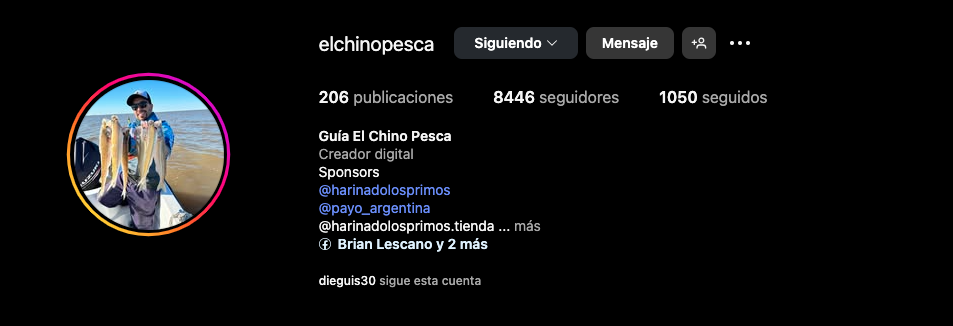 elchinopesca Siguiendo Mensaje
206 publicaciones 8446 seguidores 1050 seguidos
Guía El Chino Pesca
Creador digital
Sponsors
@harinadolosprimos
@payo_argentina
@harinadolosprimos.tienda ... más
Brian Lescano y 2 más
dieguis30 sigue esta cuenta
SUZUKI